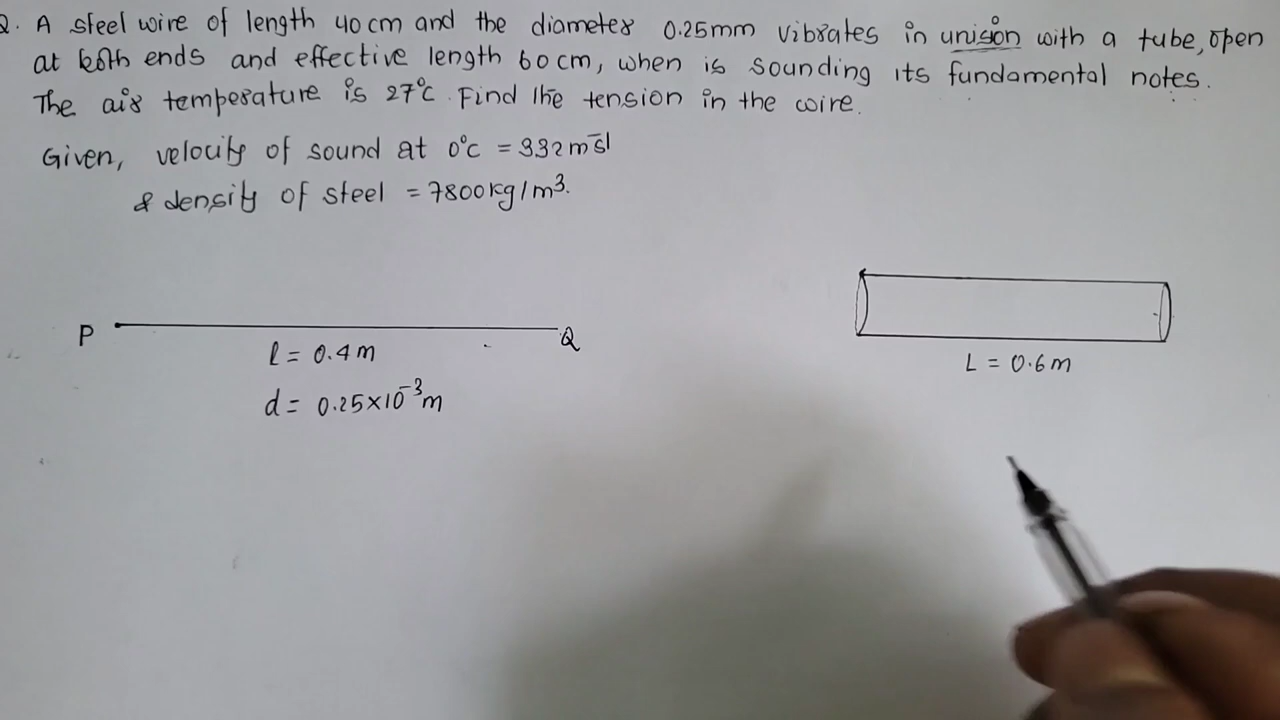 2. A steel wire of length 40 cm and the diameter 0.25mm vibrates in unison with a tube, open
at both ends and effective length 60 cm, when is sounding its fundamental notes.
The air temperature is 27°c. Find the tension in the wire.
Given, velocity of sound at 0°c = 332 ms⁻¹
& density of steel = 7800 kg/m³.
P Q
l = 0.4 m
d = 0.25×10⁻³ m
L = 0.6 m